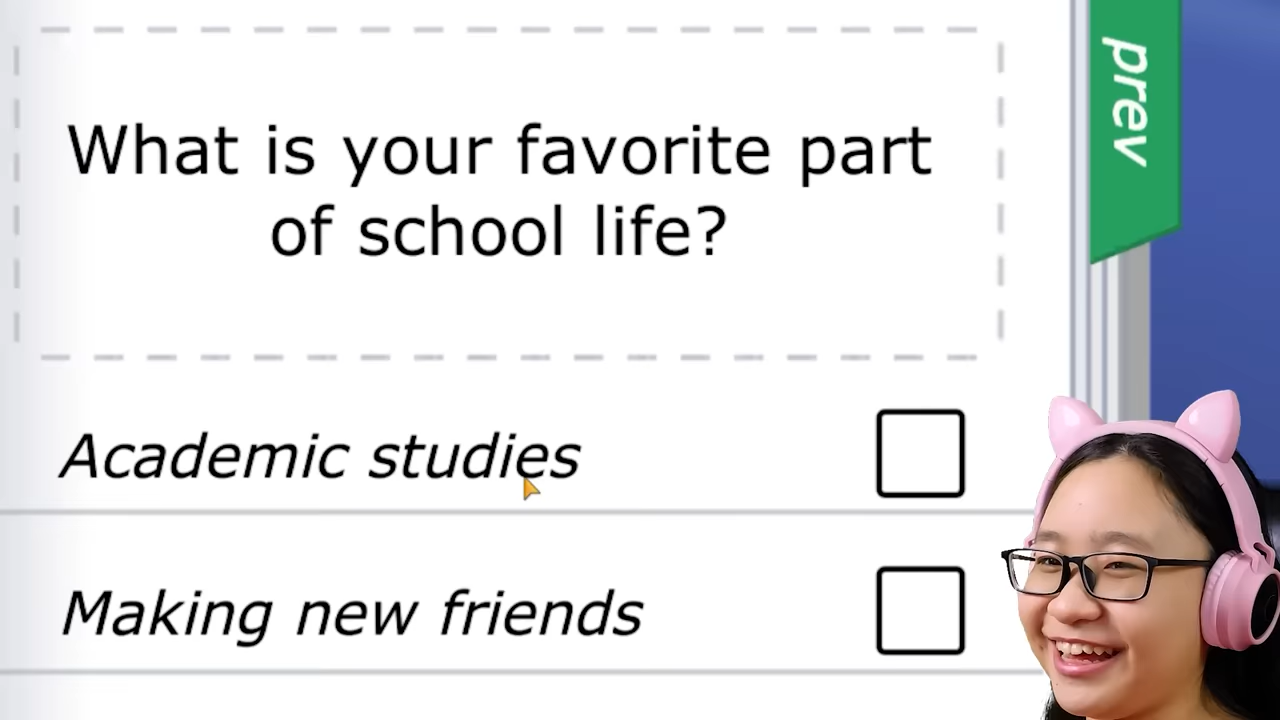 prev
What is your favorite part
of school life?
Academic studies
Making new friends